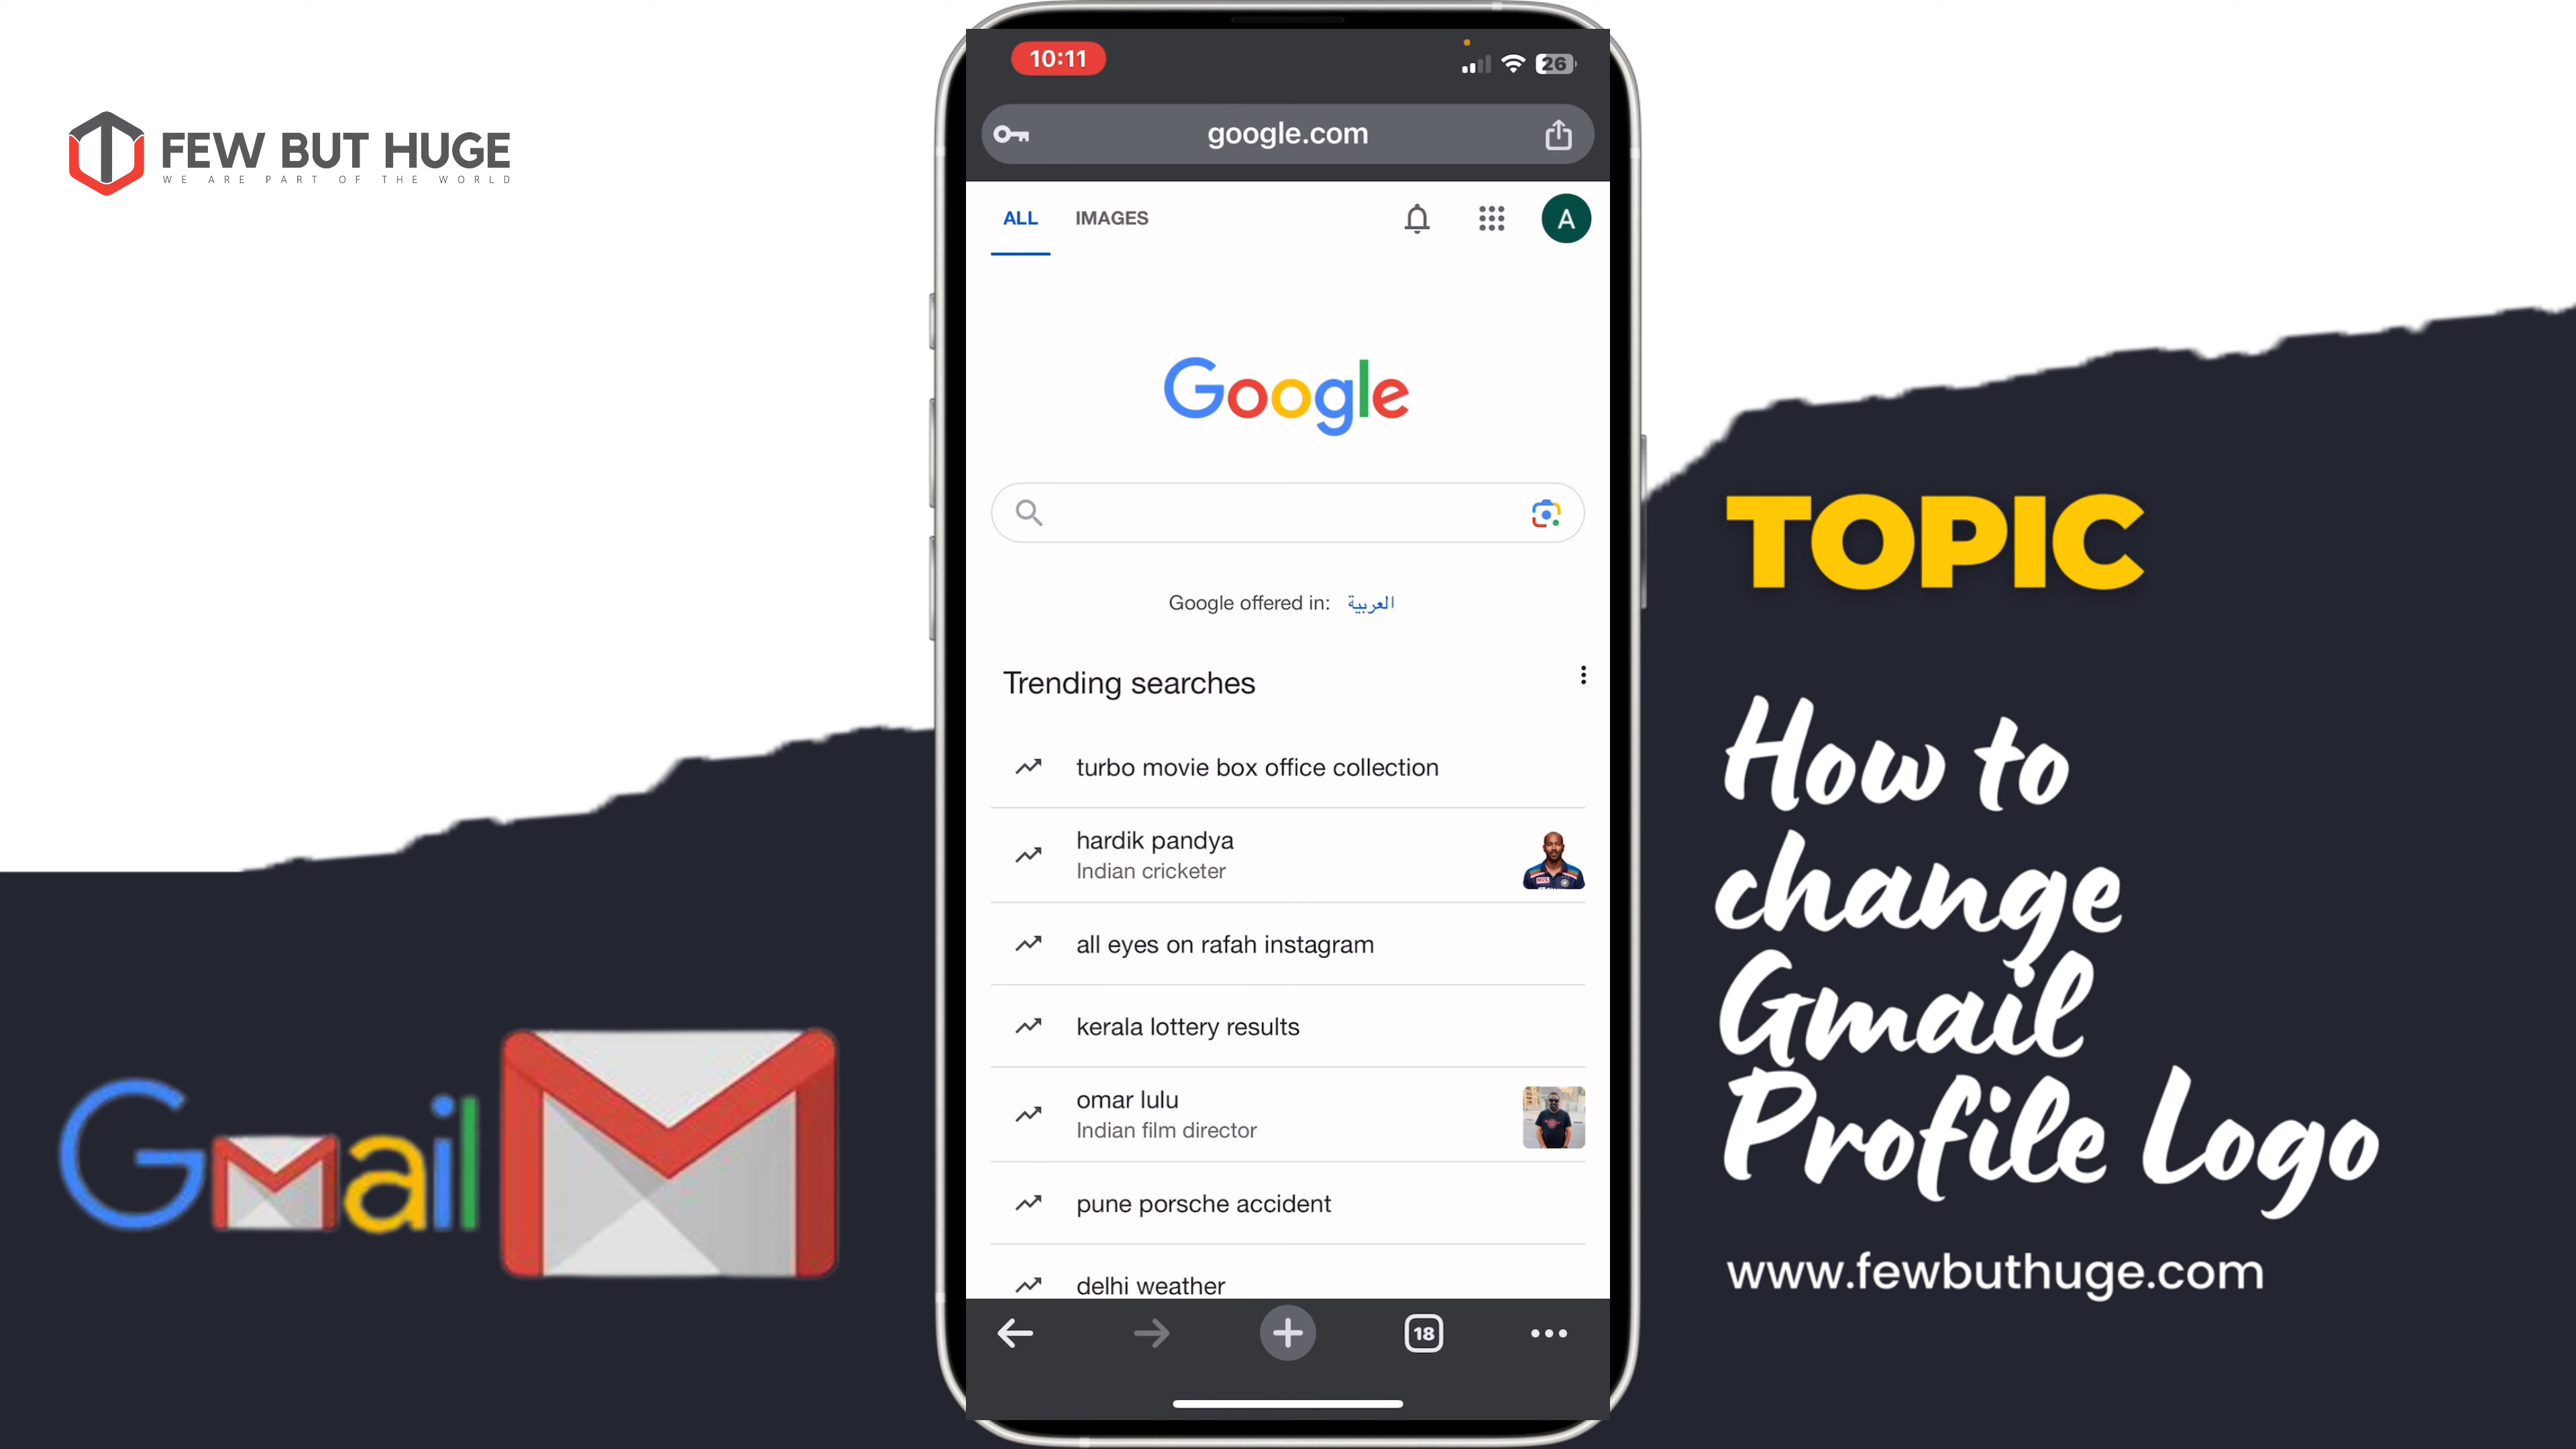 FEW BUT HUGE
WE ARE PART OF THE WORLD
10:11
26
google.com
ALL IMAGES
A
Google
Google offered in: العربية
Trending searches
turbo movie box office collection
hardik pandya
Indian cricketer
all eyes on rafah instagram
kerala lottery results
omar lulu
Indian film director
pune porsche accident
delhi weather
18
Gmail
TOPIC
How to
change
Gmail
Profile Logo
www.fewbuthuge.com